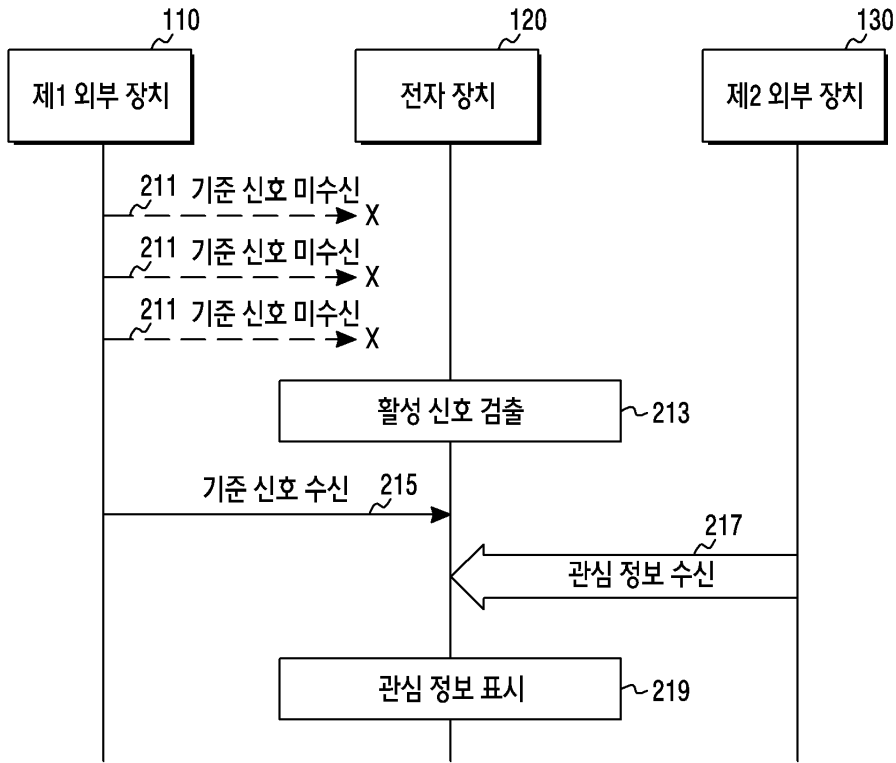 110
120
130
제1 외부 장치
전자 장치
제2 외부 장치
211 기준 신호 미수신
X
211 기준 신호 미수신
X
211 기준 신호 미수신
X
활성 신호 검출
213
기준 신호 수신 215
217
관심 정보 수신
관심 정보 표시
219